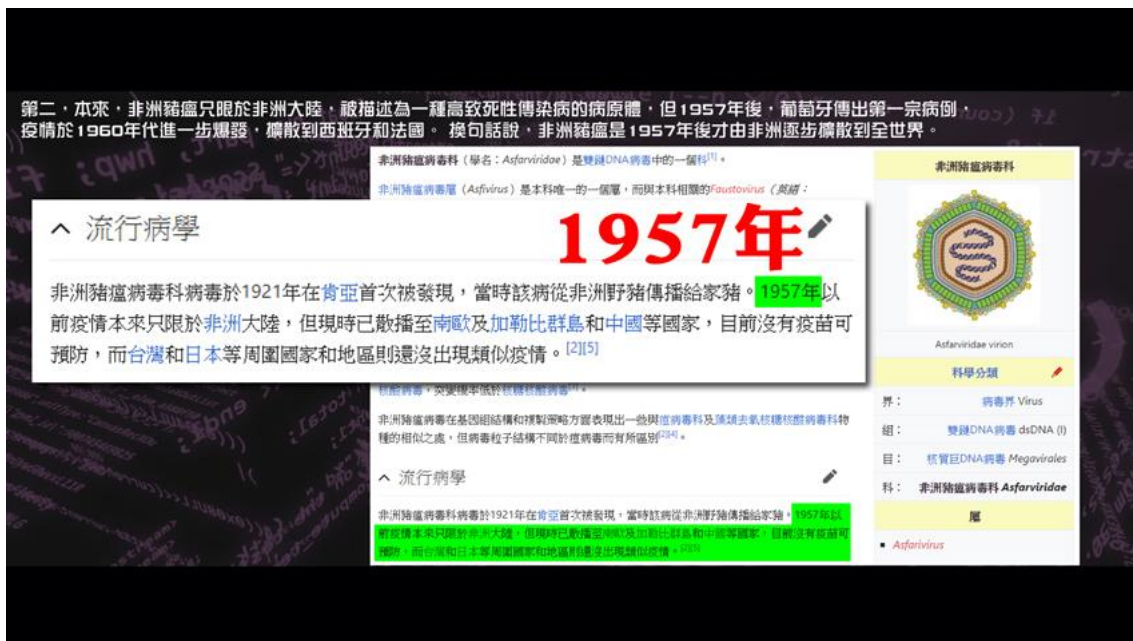 第二，本來，非洲豬瘟只限於非洲大陸，被描述為一種高致死性傳染病的病原體，但1957年後，葡萄牙傳出第一宗病例，
疫情於1960年代進一步爆發，擴散到西班牙和法國。 換句話說，非洲豬瘟是1957年後才由非洲逐步擴散到全世界。
非洲豬瘟病毒科（學名：Asfarviridae）是雙鏈DNA病毒中的一個科[1]。
非洲豬瘟病毒屬（Asfivirus）是本科唯一的一個屬，而與本科相關的Faustovirus（英語：
流行病學
1957年
非洲豬瘟病毒科病毒於1921年在肯亞首次被發現，當時該病從非洲野豬傳播給家豬。1957年以
前疫情本來只限於非洲大陸，但現時已散播至南歐及加勒比群島和中國等國家，目前沒有疫苗可
預防，而台灣和日本等周圍國家和地區則還沒出現類似疫情。[2][5]
核酸病毒，突變機率低於核糖核酸病毒
非洲豬瘟病毒在基因組結構和複製策略方面表現出一些與痘病毒科及藻類去氧核糖核酸病毒科物
種的相似之處，但病毒粒子結構不同於痘病毒而有所區別[2][4]。
流行病學
非洲豬瘟病毒科病毒於1921年在肯亞首次被發現，當時該病從非洲野豬傳播給家豬。1957年以
前疫情本來只限於非洲大陸，但現時已散播至南歐及加勒比群島和中國等國家，目前沒有疫苗可
預防，而台灣和日本等周圍國家和地區則還沒出現類似疫情。[2][5]
非洲豬瘟病毒科
Asfarviridae virion
科學分類
界： 病毒界 Virus
組： 雙鏈DNA病毒 dsDNA (I)
目： 核質巨DNA病毒 Megavirales
科： 非洲豬瘟病毒科 Asfarviridae
屬
Asfarivirus